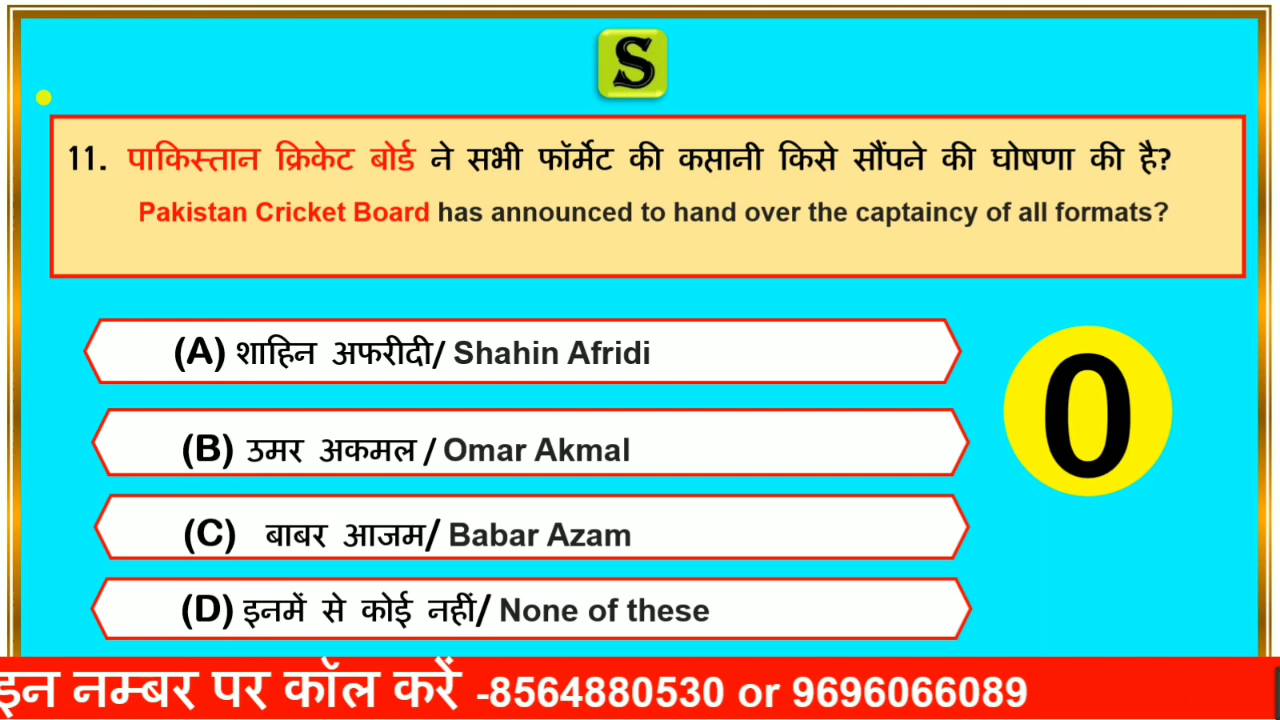 S
11. पाकिस्तान क्रिकेट बोर्ड ने सभी फॉर्मेट की कप्तानी किसे सौंपने की घोषणा की है?
Pakistan Cricket Board has announced to hand over the captaincy of all formats?
(A) शाहिन अफरीदी/ Shahin Afridi
(B) उमर अकमल / Omar Akmal
0
(C) बाबर आजम/ Babar Azam
(D) इनमें से कोई नहीं/ None of these
इन नम्बर पर कॉल करें -8564880530 or 9696066089